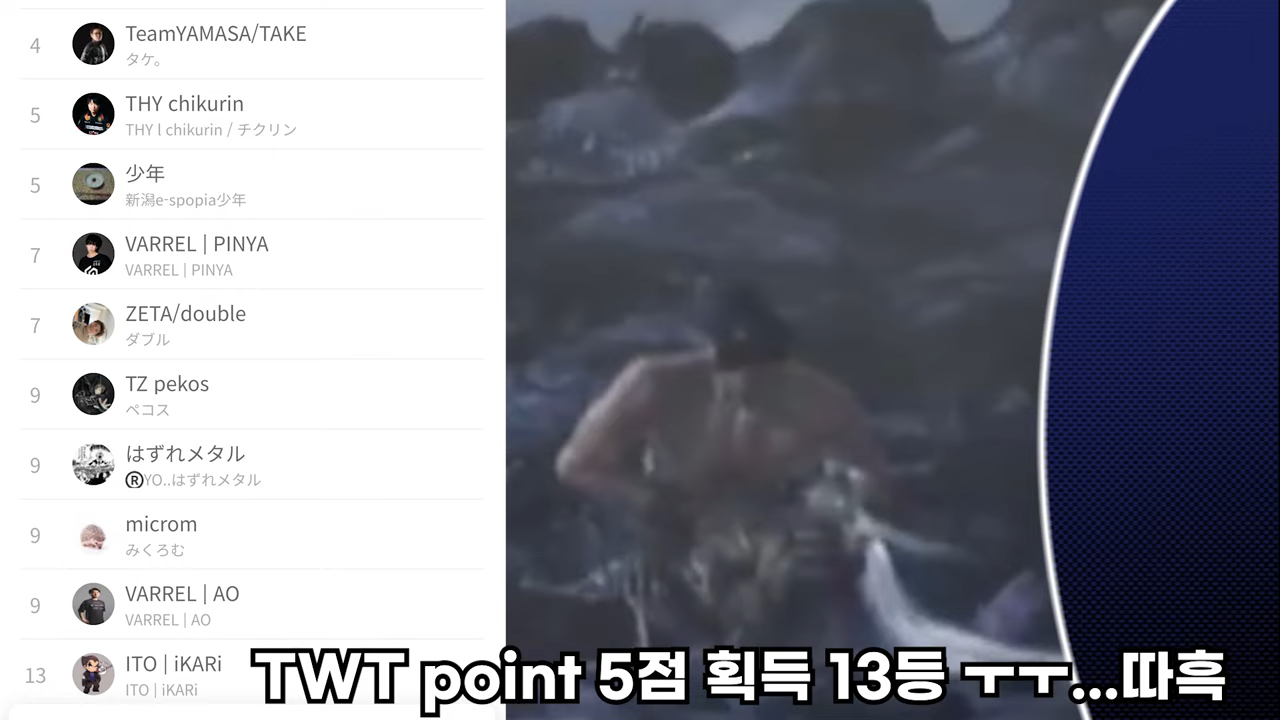 4
TeamYAMASA/TAKE
タケ。
5
THY chikurin
THY l chikurin / チクリン
5
少年
新潟e-spopia少年
7
VARREL | PINYA
VARREL | PINYA
7
ZETA/double
ダブル
9
TZ pekos
ペコス
9
はずれメタル
®YO..はずれメタル
9
microm
みくろむ
9
VARREL | AO
VARREL | AO
13
ITO | iKARi
ITO | iKARi
TWT point 5점 획득 13등 ㅜㅜ...따흑